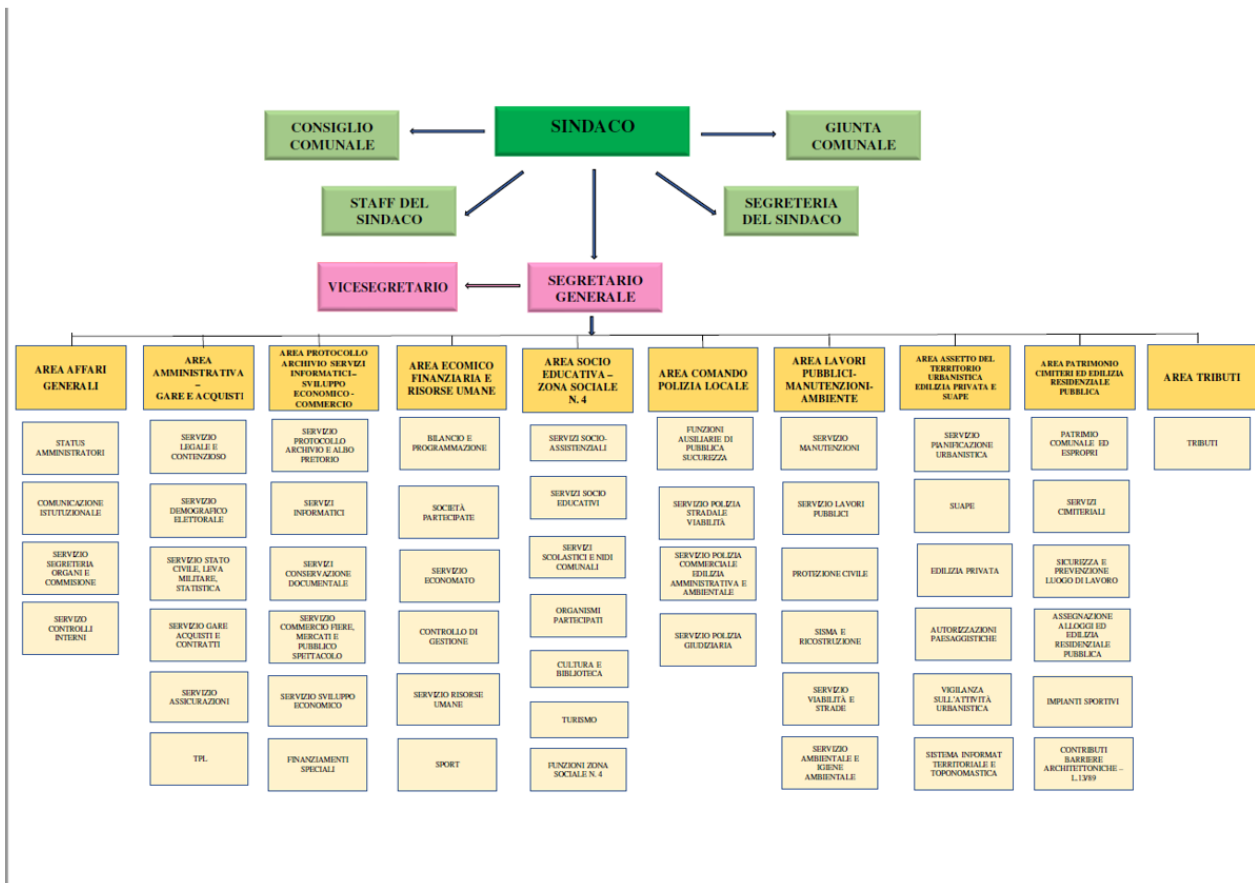 CONSIGLIO
COMUNALE
SINDACO
GIUNTA
COMUNALE
STAFF DEL
SINDACO
SEGRETERIA
DEL SINDACO
VICESEGRETARIO
SEGRETARIO
GENERALE
AREA AFFARI
GENERALI
AREA
AMMINISTRATIVA
–
GARE E ACQUISTI
AREA PROTOCOLLO
ARCHIVIO SERVIZI
INFORMATICI–
SVILUPPO
ECONOMICO -
COMMERCIO
AREA ECOMICO
FINANZIARIA E
RISORSE UMANE
AREA SOCIO
EDUCATIVA –
ZONA SOCIALE
N. 4
AREA COMANDO
POLIZIA LOCALE
AREA LAVORI
PUBBLICI-
MANUTENZIONI-
AMBIENTE
AREA ASSETTO DEL
TERRITORIO
URBANISTICA
EDILIZIA PRIVATA E
SUAPE
AREA PATRIMONIO
CIMITERI ED EDILIZIA
RESIDENZIALE
PUBBLICA
AREA TRIBUTI
STATUS
AMMINISTRATORI
COMUNICAZIONE
ISTUTUZIONALE
SERVIZIO
SEGRETERIA
ORGANI E
COMMISIONE
SERVIZO
CONTROLLI
INTERNI
SERVIZIO
LEGALE E
CONTENZIOSO
SERVIZIO
DEMOGRAFICO
ELETTORALE
SERVIZIO STATO
CIVILE, LEVA
MILITARE,
STATISTICA
SERVIZIO GARE
ACQUISTI E
CONTRATTI
SERVIZIO
ASSICURAZIONI
TPL
SERVIZIO
PROTOCOLLO
ARCHIVIO E ALBO
PRETORIO
SERVIZI
INFORMATICI
SERVIZI
CONSERVAZIONE
DOCUMENTALE
SERVIZIO
COMMERCIO FIERE,
MERCATI E
PUBBLICO
SPETTACOLO
SERVIZIO SVILUPPO
ECONOMICO
FINANZIAMENTI
SPECIALI
BILANCIO E
PROGRAMMAZIONE
SOCIETÀ
PARTECIPATE
SERVIZIO
ECONOMATO
CONTROLLO DI
GESTIONE
SERVIZIO RISORSE
UMANE
SPORT
SERVIZI SOCIO-
ASSISTENZIALI
SERVIZI SOCIO
EDUCATIVI
SERVIZI
SCOLASTICI E NIDI
COMUNALI
ORGANISMI
PARTECIPATI
CULTURA E
BIBLIOTECA
TURISMO
FUNZIONI ZONA
SOCIALE N. 4
FUNZIONI
AUSILIARIE DI
PUBBLICA
SUCUREZZA
SERVIZIO POLIZIA
STRADALE
VIABILITÀ
SERVIZIO POLIZIA
COMMERCIALE
EDILIZIA
AMMINISTRATIVA E
AMBIENTALE
SERVIZIO POLIZIA
GIUDIZIARIA
SERVIZIO
MANUTENZIONI
SERVIZIO LAVORI
PUBBLICI
PROTEZIONE CIVILE
SISMA E
RICOSTRUZIONE
SERVIZIO
VIABILITÀ E
STRADE
SERVIZIO
AMBIENTALE E
IGIENE
AMBIENTALE
SERVIZIO
PIANIFICAZIONE
URBANISTICA
SUAPE
EDILIZIA PRIVATA
AUTORIZZAZIONI
PAESAGGISTICHE
VIGILANZA
SULL'ATTIVITÀ
URBANISTICA
SISTEMA INFORMAT
TERRITORIALE E
TOPONOMASTICA
PATRIMIO
COMUNALE ED
ESPROPRI
SERVIZI
CIMITERIALI
SICUREZZA E
PREVENZIONE
LUOGO DI LAVORO
ASSEGNAZIONE
ALLOGGI ED
EDILIZIA
RESIDENZIALE
PUBBLICA
IMPIANTI SPORTIVI
CONTRIBUTI
BARRIERE
ARCHITETTONICHE –
L.13/89
TRIBUTI